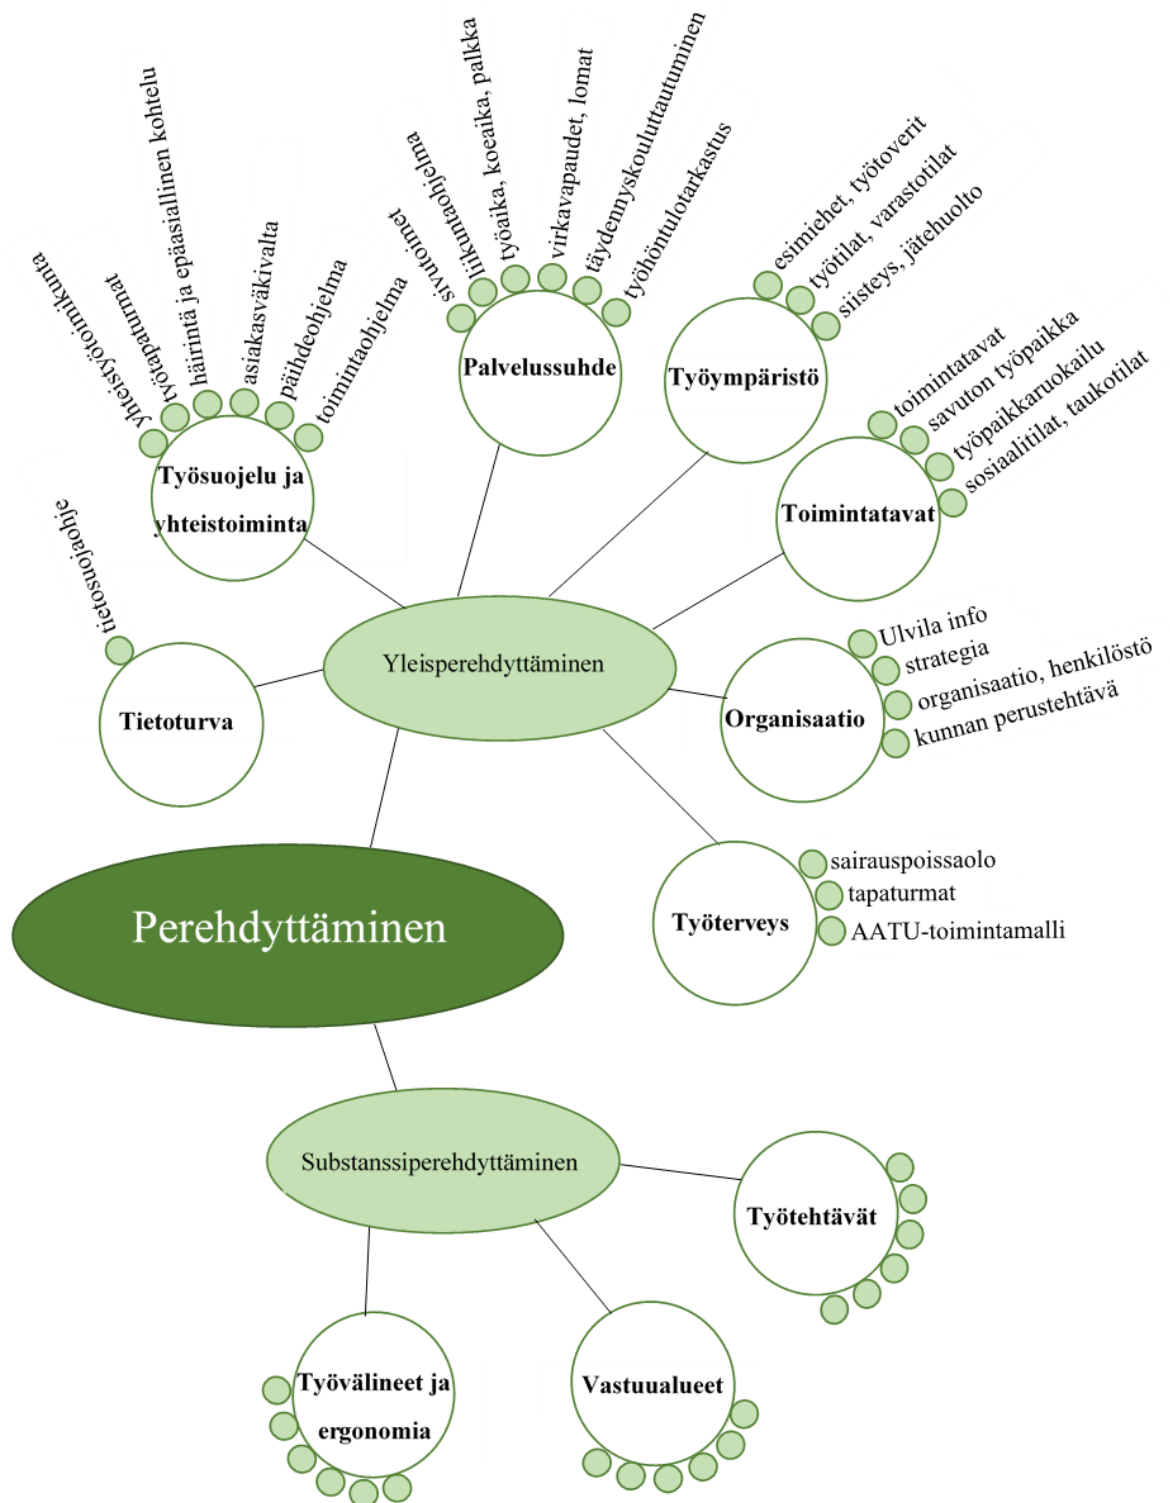 yhteistyötoimikunta
työtapaturmat
häirintä ja epäasiallinen kohtelu
asiakasväkivalta
päihdeohjelma
toimintaohjelma
Työsuojelu ja
yhteistoiminta
sivutoimet
liikuntaohjelma
työaika, koeaika, palkka
virkavapaudet, lomat
täydennyskouluttautuminen
työhöntulotarkastus
Palvelussuhde
esimiehet, työtoverit
työtilat, varastotilat
siisteys, jätehuolto
Työympäristö
toimintatavat
savuton työpaikka
työpaikkaruokailu
sosiaalitilat, taukotilat
Toimintatavat
tietosuojaohje
Tietoturva
Yleisperehdyttäminen
Ulvila info
strategia
organisaatio, henkilöstö
kunnan perustehtävä
Organisaatio
sairauspoissaolo
tapaturmat
AATU-toimintamalli
Työterveys
Perehdyttäminen
Substanssiperehdyttäminen
Työtehtävät
Vastuualueet
Työvälineet ja
ergonomia